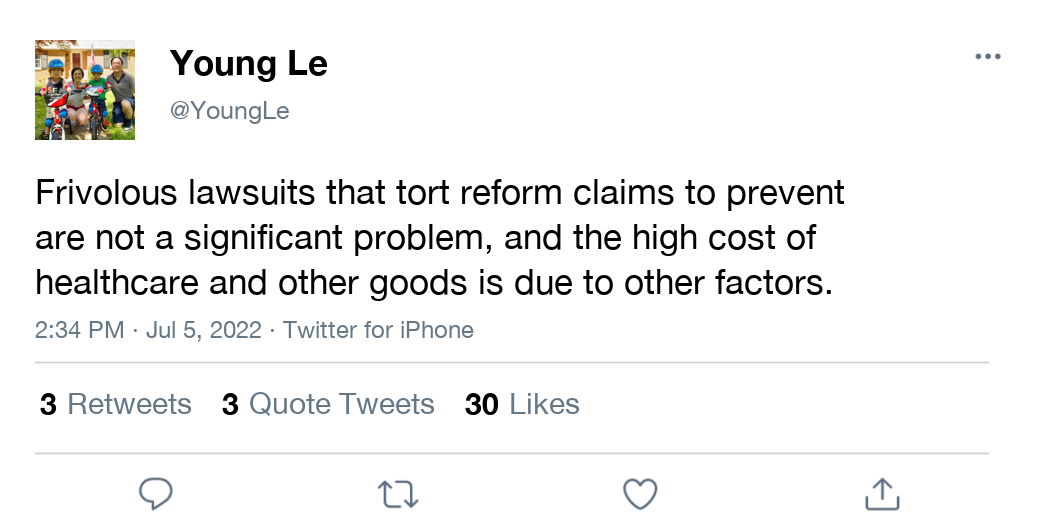 Young Le
@YoungLe
Frivolous lawsuits that tort reform claims to prevent
are not a significant problem, and the high cost of
healthcare and other goods is due to other factors.
2:34 PM · Jul 5, 2022 · Twitter for iPhone
3 Retweets 3 Quote Tweets 30 Likes